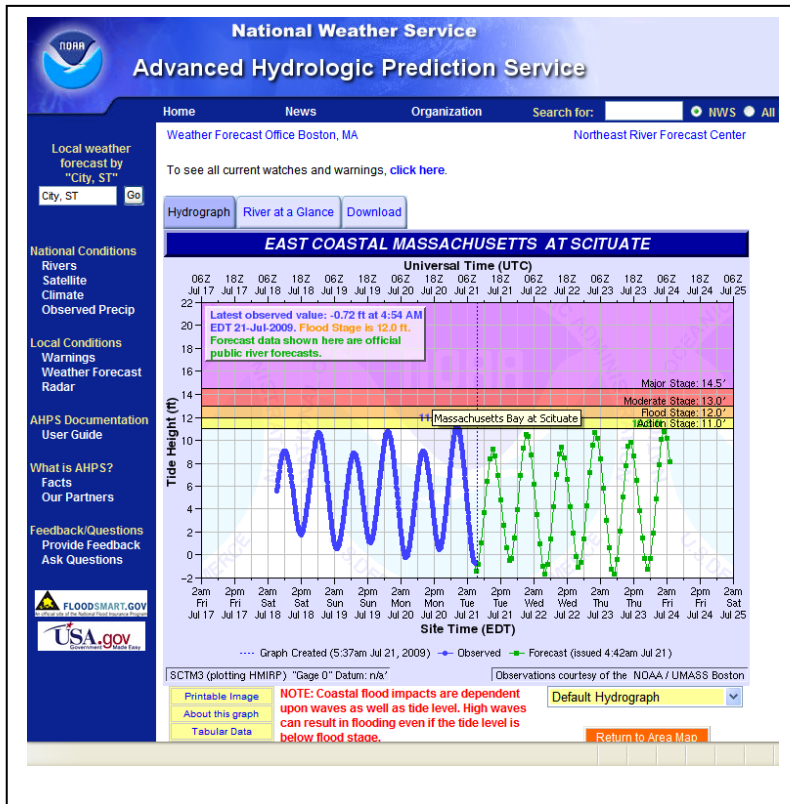 NOAA
National Weather Service
Advanced Hydrologic Prediction Service
Home News Organization Search for: NWS All
Local weather
forecast by
"City, ST"
City, ST Go
National Conditions
Rivers
Satellite
Climate
Observed Precip
Local Conditions
Warnings
Weather Forecast
Radar
AHPS Documentation
User Guide
What is AHPS?
Facts
Our Partners
Feedback/Questions
Provide Feedback
Ask Questions
FLOODSMART.GOV
An official site of the National Flood Insurance Program
USA.gov
Government Made Easy
Weather Forecast Office Boston, MA Northeast River Forecast Center
To see all current watches and warnings, click here.
Hydrograph River at a Glance Download
EAST COASTAL MASSACHUSETTS AT SCITUATE
Universal Time (UTC)
06Z 18Z 06Z 18Z 06Z 18Z 06Z 18Z 06Z 18Z 06Z 18Z 06Z 18Z 06Z 18Z 06Z
Jul 17 Jul 17 Jul 18 Jul 18 Jul 19 Jul 19 Jul 20 Jul 20 Jul 21 Jul 21 Jul 22 Jul 22 Jul 23 Jul 23 Jul 24 Jul 24 Jul 25
Latest observed value: -0.72 ft at 4:54 AM
EDT 21-Jul-2009. Flood Stage is 12.0 ft.
Forecast data shown here are official
public river forecasts.
Tide Height (ft)
22
20
18
16
14
12
10
8
6
4
2
0
-2
Major Stage: 14.5'
Moderate Stage: 13.0'
Flood Stage: 12.0'
Action Stage: 11.0'
Massachusetts Bay at Scituate
2am 2pm 2am 2pm 2am 2pm 2am 2pm 2am 2pm 2am 2pm 2am 2pm 2am 2pm 2am
Fri Fri Sat Sat Sun Sun Mon Mon Tue Tue Wed Wed Thu Thu Fri Fri Sat
Jul 17 Jul 17 Jul 18 Jul 18 Jul 19 Jul 19 Jul 20 Jul 20 Jul 21 Jul 21 Jul 22 Jul 22 Jul 23 Jul 23 Jul 24 Jul 24 Jul 25
Site Time (EDT)
Graph Created (5:37am Jul 21, 2009) Observed Forecast (issued 4:42am Jul 21)
SCTM3 (plotting HMIRP) "Gage 0" Datum: n/a' Observations courtesy of the NOAA / UMASS Boston
Printable Image
About this graph
Tabular Data
NOTE: Coastal flood impacts are dependent
upon waves as well as tide level. High waves
can result in flooding even if the tide level is
below flood stage.
Default Hydrograph
Return to Area Map